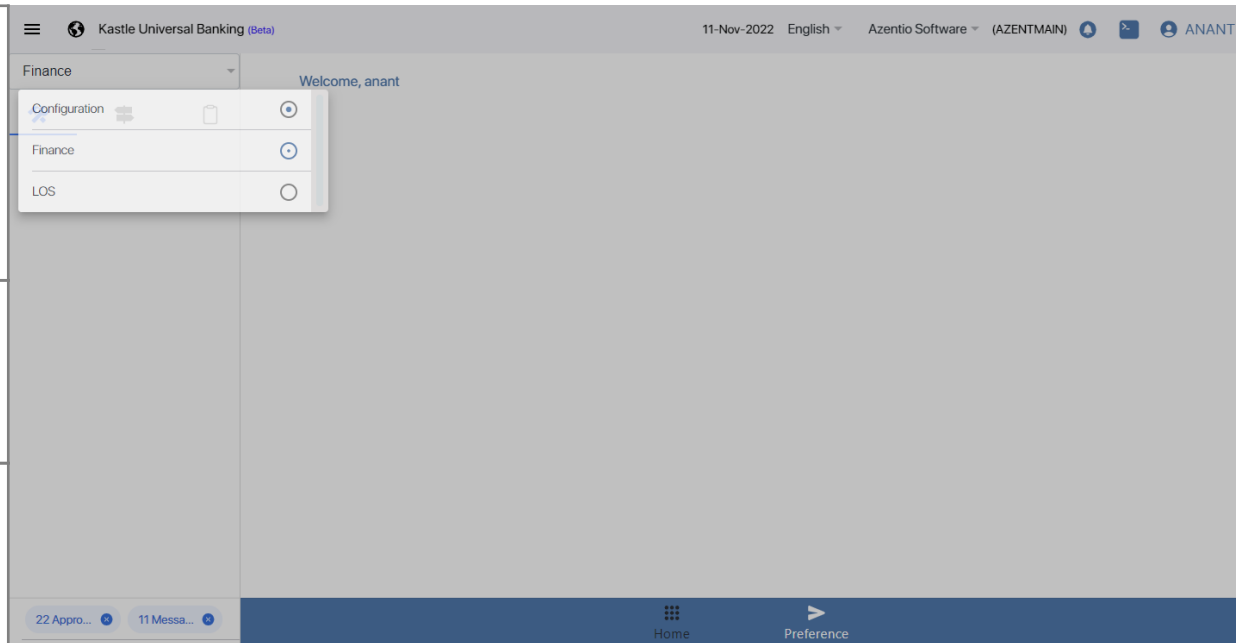 Kastle Universal Banking (Beta)
11-Nov-2022 English Azentio Software (AZENTMAIN) ANANT
Finance
Welcome, anant
Configuration
Finance
LOS
22 Appro... 11 Messa...
Home Preference